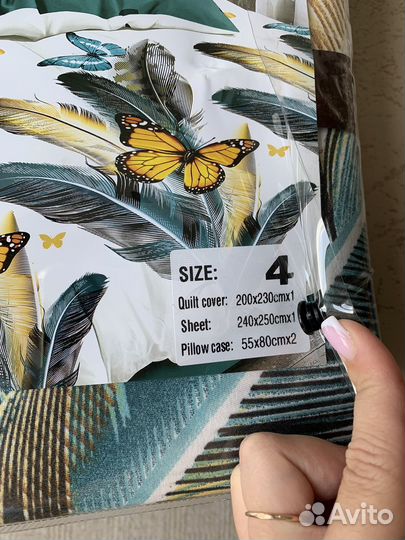 SIZE: 4
Quilt cover: 200x230cmx1
Sheet: 240x250cmx1
Pillow case: 55x80cmx2
Avito